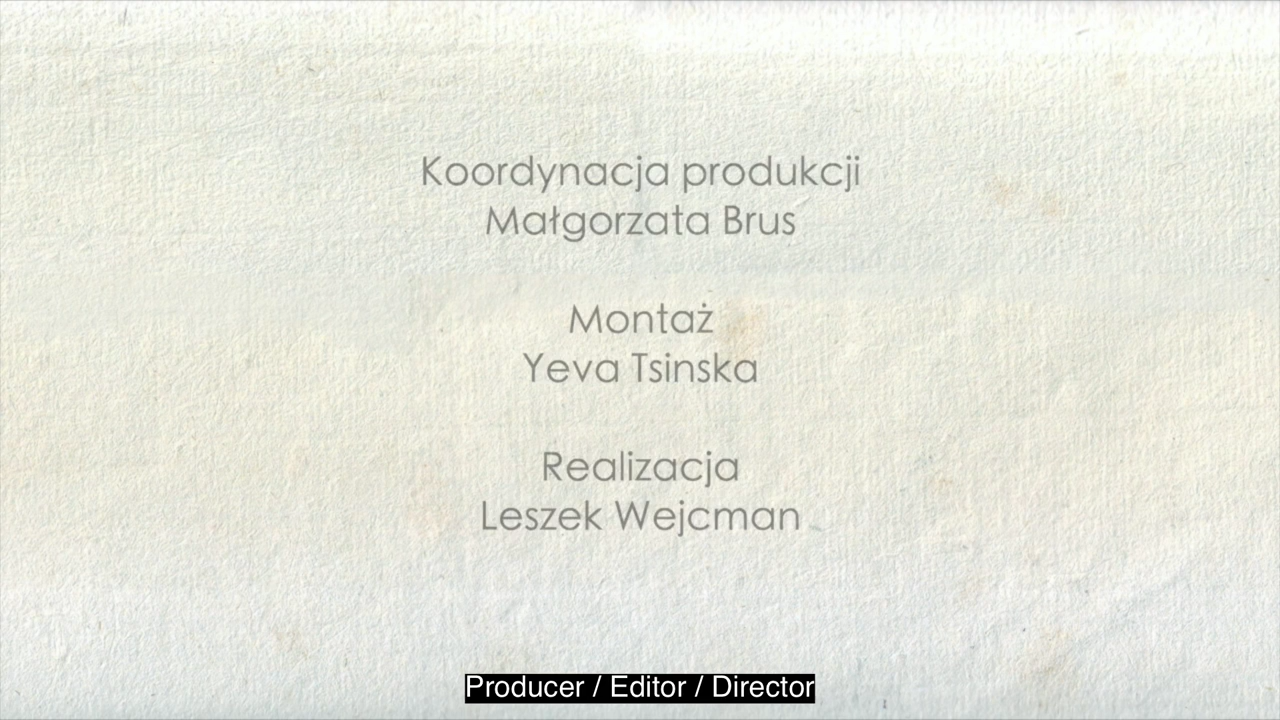 Koordynacja produkcji
Małgorzata Brus
Montaż
Yeva Tsinska
Realizacja
Leszek Wejcman
Producer / Editor / Director